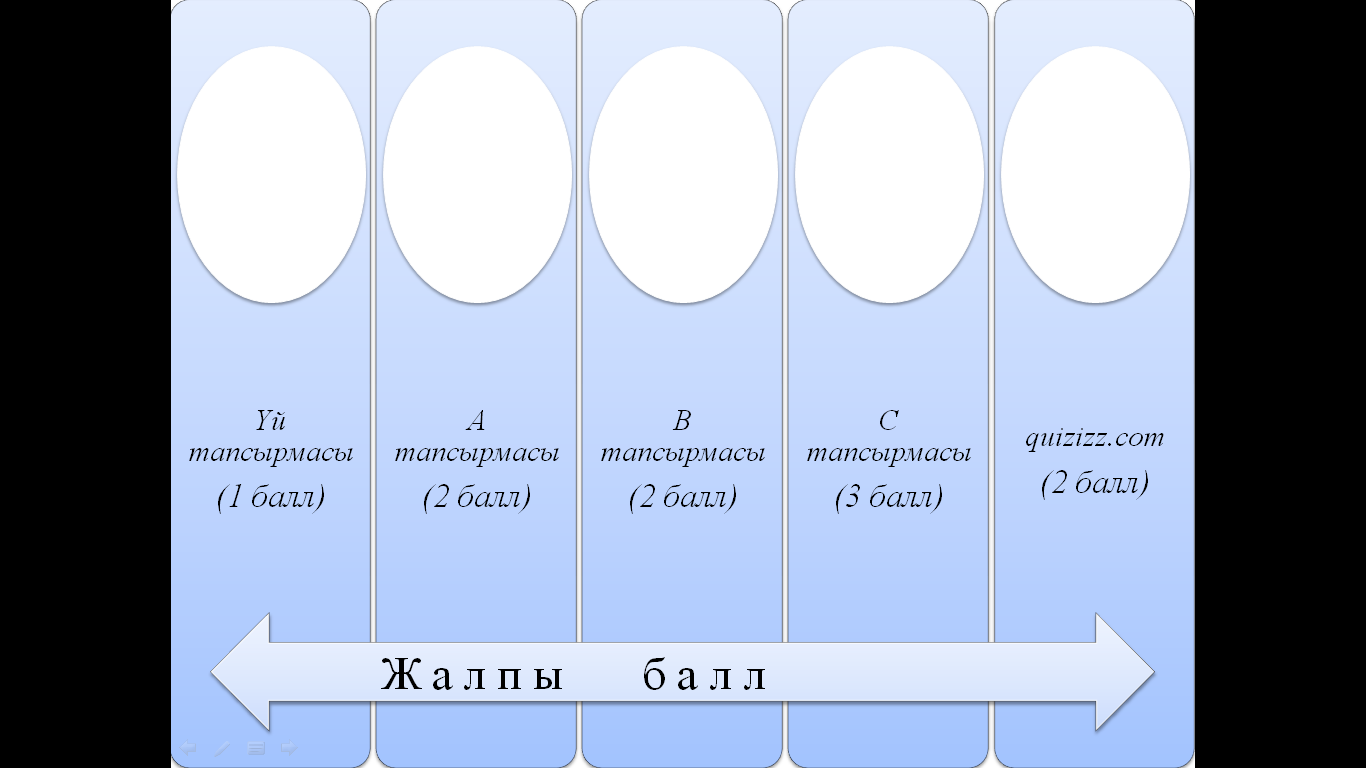 Үй
тапсырмасы
(1 балл)
А
тапсырмасы
(2 балл)
В
тапсырмасы
(2 балл)
С
тапсырмасы
(3 балл)
quizizz.com
(2 балл)
Жалпы балл